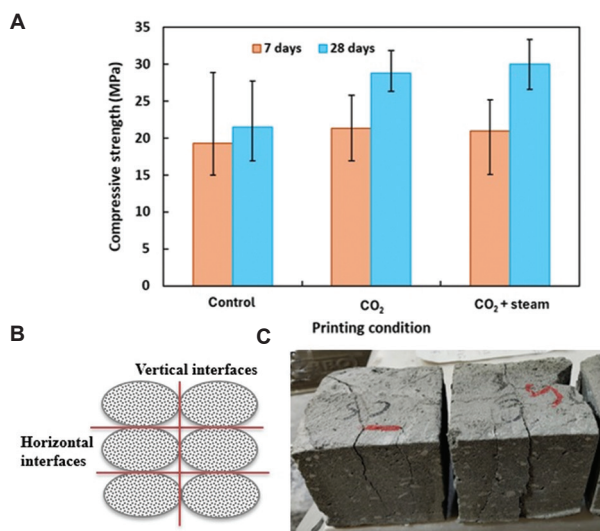 A
Compressive strength (MPa)
35
30
25
20
15
10
5
0
7 days
28 days
Control
CO₂
CO₂ + steam
Printing condition
B
Vertical interfaces
Horizontal
interfaces
C